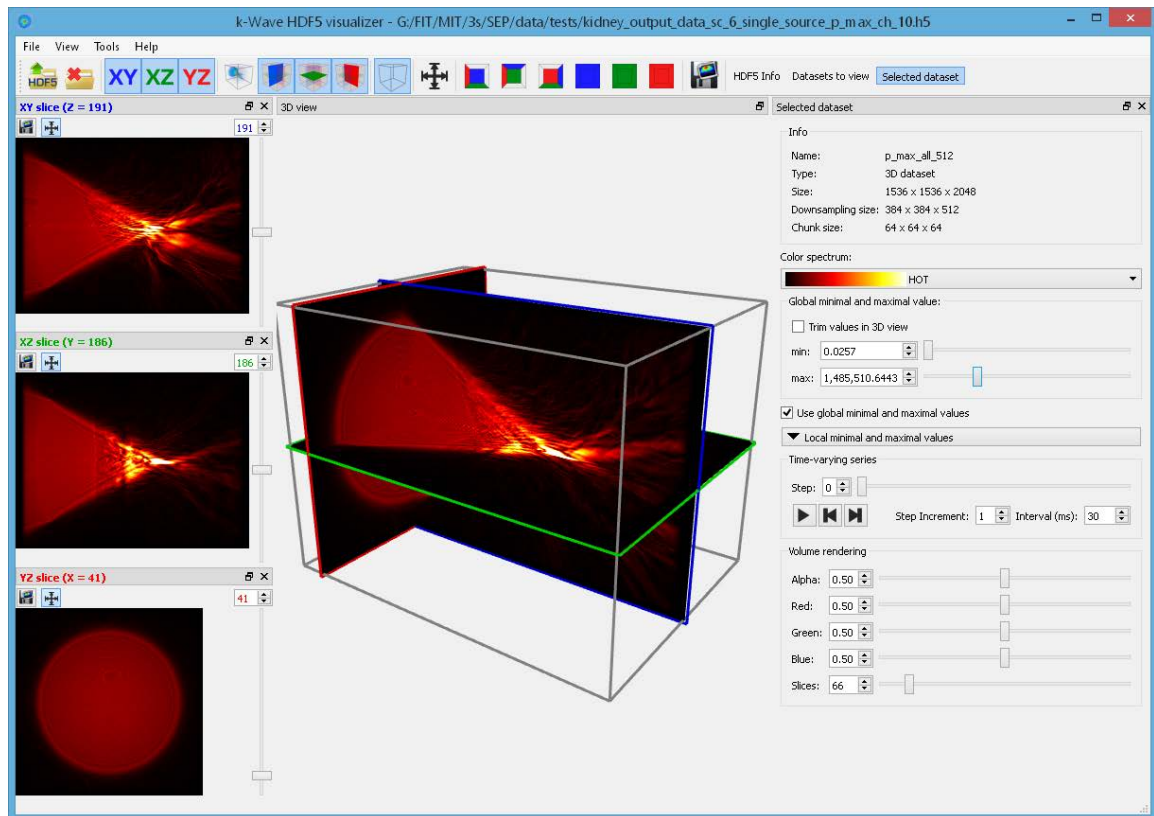 k-Wave HDF5 visualizer - G:/FIT/MIT/3s/SEP/data/tests/kidney_output_data_sc_6_single_source_p_max_ch_10.h5
File View Tools Help
HDF5 XY XZ YZ HDF5 Info Datasets to view Selected dataset
XY slice (Z = 191)
191
XZ slice (Y = 186)
186
YZ slice (X = 41)
41
3D view
Selected dataset
Info
Name: p_max_all_512
Type: 3D dataset
Size: 1536 x 1536 x 2048
Downsampling size: 384 x 384 x 512
Chunk size: 64 x 64 x 64
Color spectrum:
HOT
Global minimal and maximal value:
Trim values in 3D view
min: 0.0257
max: 1,485,510.6443
Use global minimal and maximal values
Local minimal and maximal values
Time-varying series
Step: 0
Step Increment: 1 Interval (ms): 30
Volume rendering
Alpha: 0.50
Red: 0.50
Green: 0.50
Blue: 0.50
Slices: 66